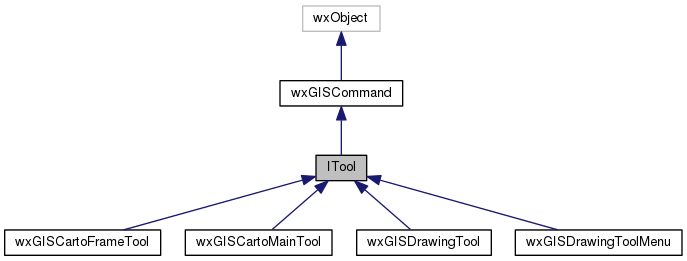 wxObject
wxGISCommand
ITool
wxGISCartoFrameTool
wxGISCartoMainTool
wxGISDrawingTool
wxGISDrawingToolMenu